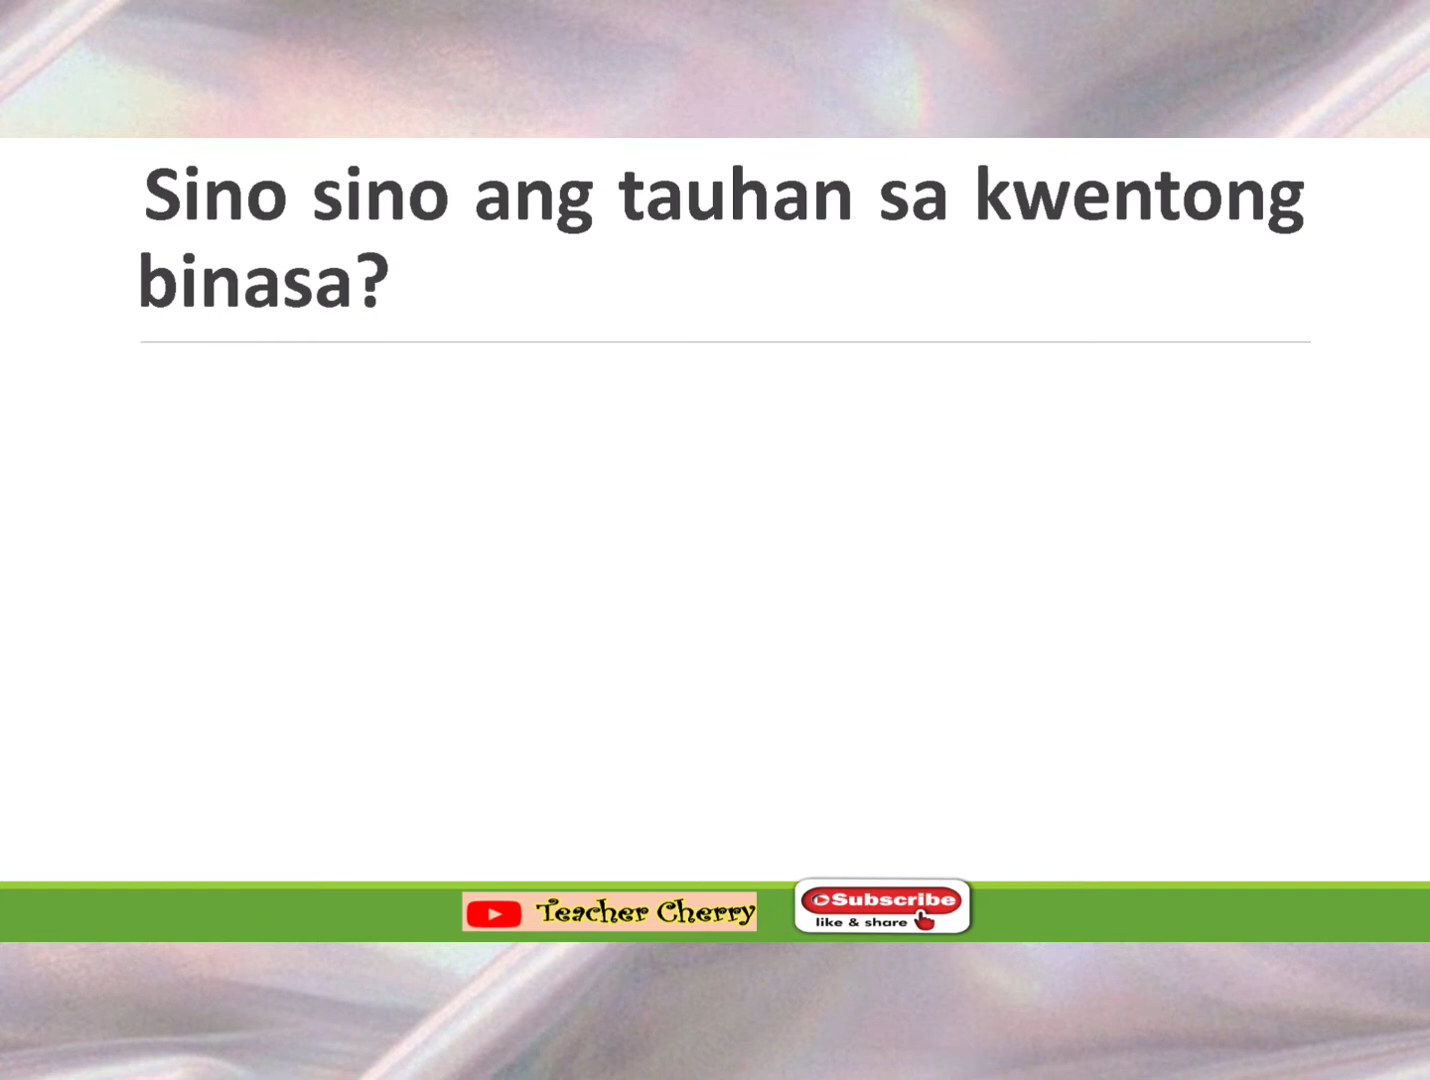 Sino sino ang tauhan sa kwentong
binasa?
Teacher Cherry
Subscribe
like & share